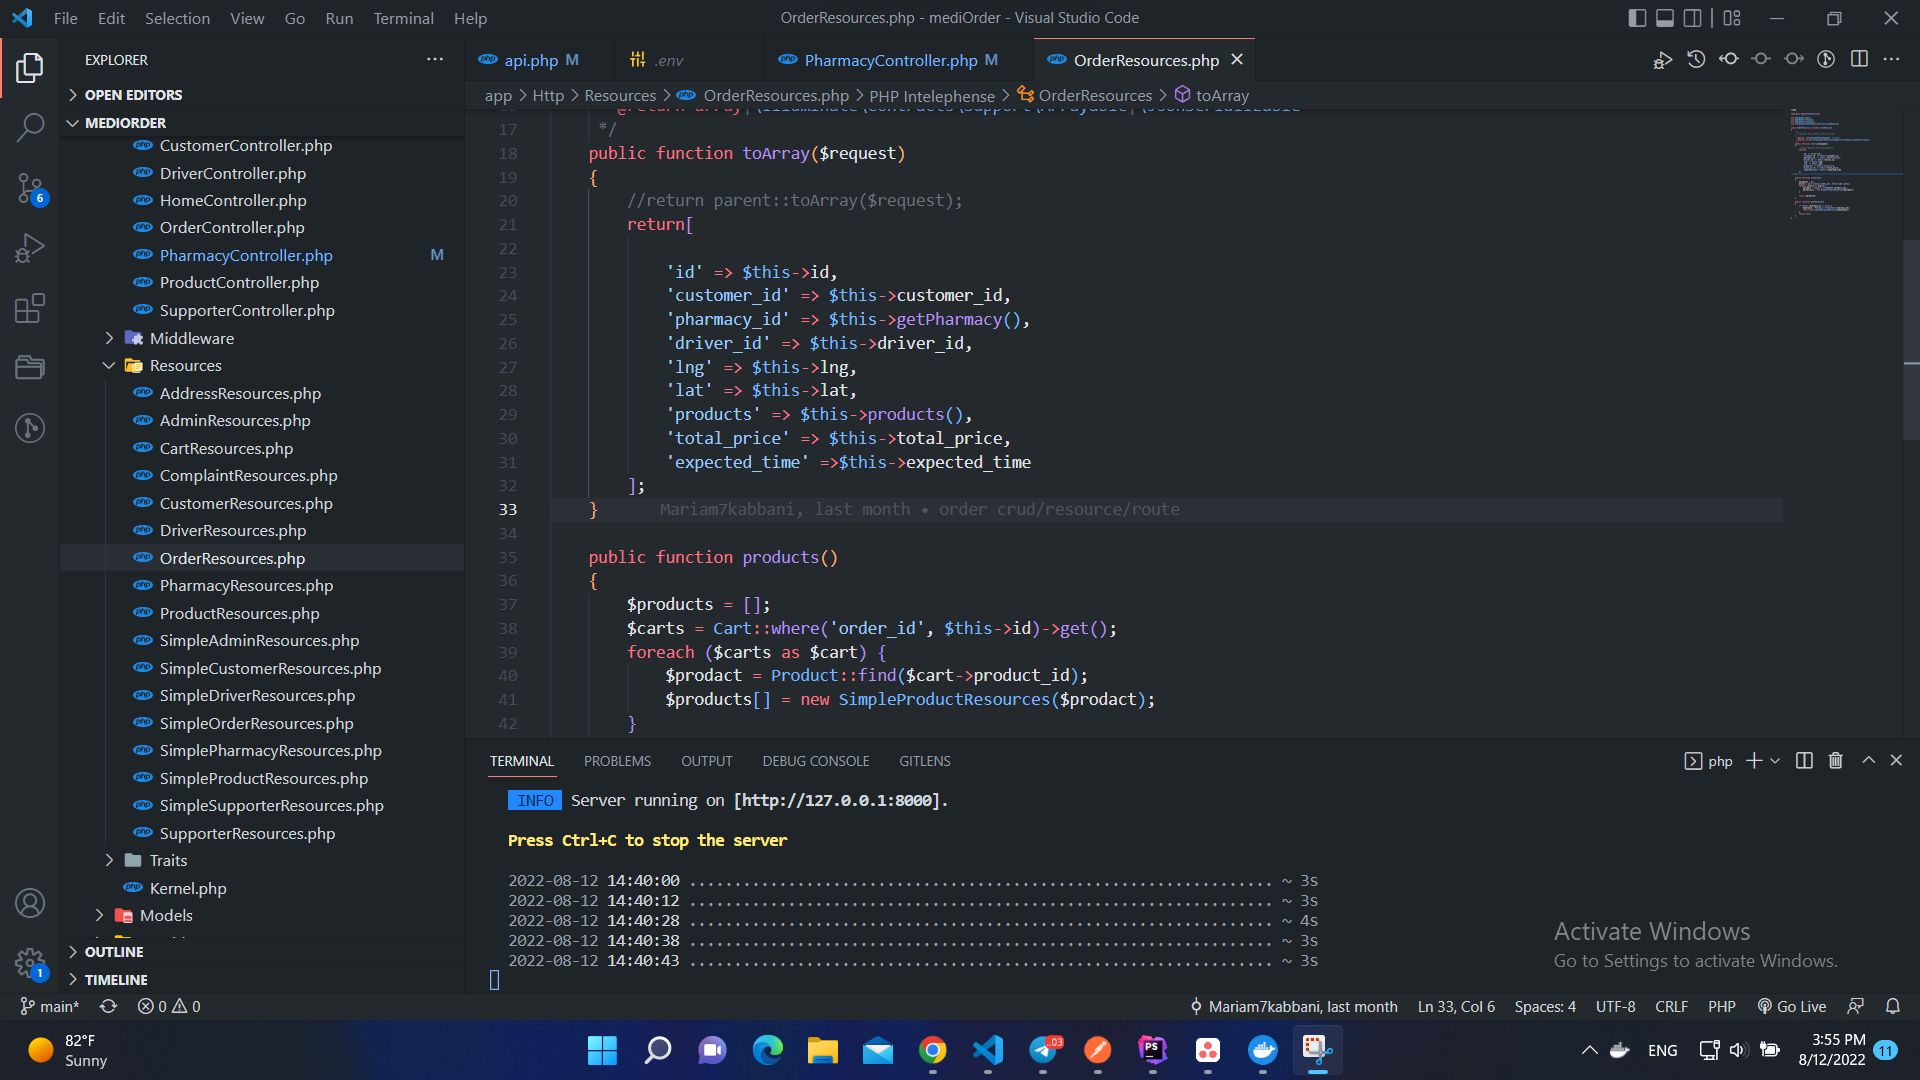 File Edit Selection View Go Run Terminal Help
OrderResources.php - mediOrder - Visual Studio Code
EXPLORER
OPEN EDITORS
MEDIORDER
CustomerController.php
DriverController.php
HomeController.php
OrderController.php
PharmacyController.php M
ProductController.php
SupporterController.php
Middleware
Resources
AddressResources.php
AdminResources.php
CartResources.php
ComplaintResources.php
CustomerResources.php
DriverResources.php
OrderResources.php
PharmacyResources.php
ProductResources.php
SimpleAdminResources.php
SimpleCustomerResources.php
SimpleDriverResources.php
SimpleOrderResources.php
SimplePharmacyResources.php
SimpleProductResources.php
SimpleSupporterResources.php
SupporterResources.php
Traits
Kernel.php
Models
OUTLINE
TIMELINE
6
1
api.php M
.env
PharmacyController.php M
OrderResources.php
app > Http > Resources > OrderResources.php > PHP Intelephense > OrderResources > toArray
17 */
18 public function toArray($request)
19 {
20 //return parent::toArray($request);
21 return[
22
23 'id' => $this->id,
24 'customer_id' => $this->customer_id,
25 'pharmacy_id' => $this->getPharmacy(),
26 'driver_id' => $this->driver_id,
27 'lng' => $this->lng,
28 'lat' => $this->lat,
29 'products' => $this->products(),
30 'total_price' => $this->total_price,
31 'expected_time' =>$this->expected_time
32 ];
33 } Mariam7kabbani, last month • order crud/resource/route
34
35 public function products()
36 {
37 $products = [];
38 $carts = Cart::where('order_id', $this->id)->get();
39 foreach ($carts as $cart) {
40 $prodact = Product::find($cart->product_id);
41 $products[] = new SimpleProductResources($prodact);
42 }
TERMINAL PROBLEMS OUTPUT DEBUG CONSOLE GITLENS
php
INFO Server running on [http://127.0.0.1:8000].
Press Ctrl+C to stop the server
2022-08-12 14:40:00 ................................................................. ~ 3s
2022-08-12 14:40:12 ................................................................. ~ 3s
2022-08-12 14:40:28 ................................................................. ~ 4s
2022-08-12 14:40:38 ................................................................. ~ 3s
2022-08-12 14:40:43 ................................................................. ~ 3s
Activate Windows
Go to Settings to activate Windows.
main* 0 0
Mariam7kabbani, last month Ln 33, Col 6 Spaces: 4 UTF-8 CRLF PHP Go Live
82°F
Sunny
.03
PS
ENG
3:55 PM
8/12/2022
11